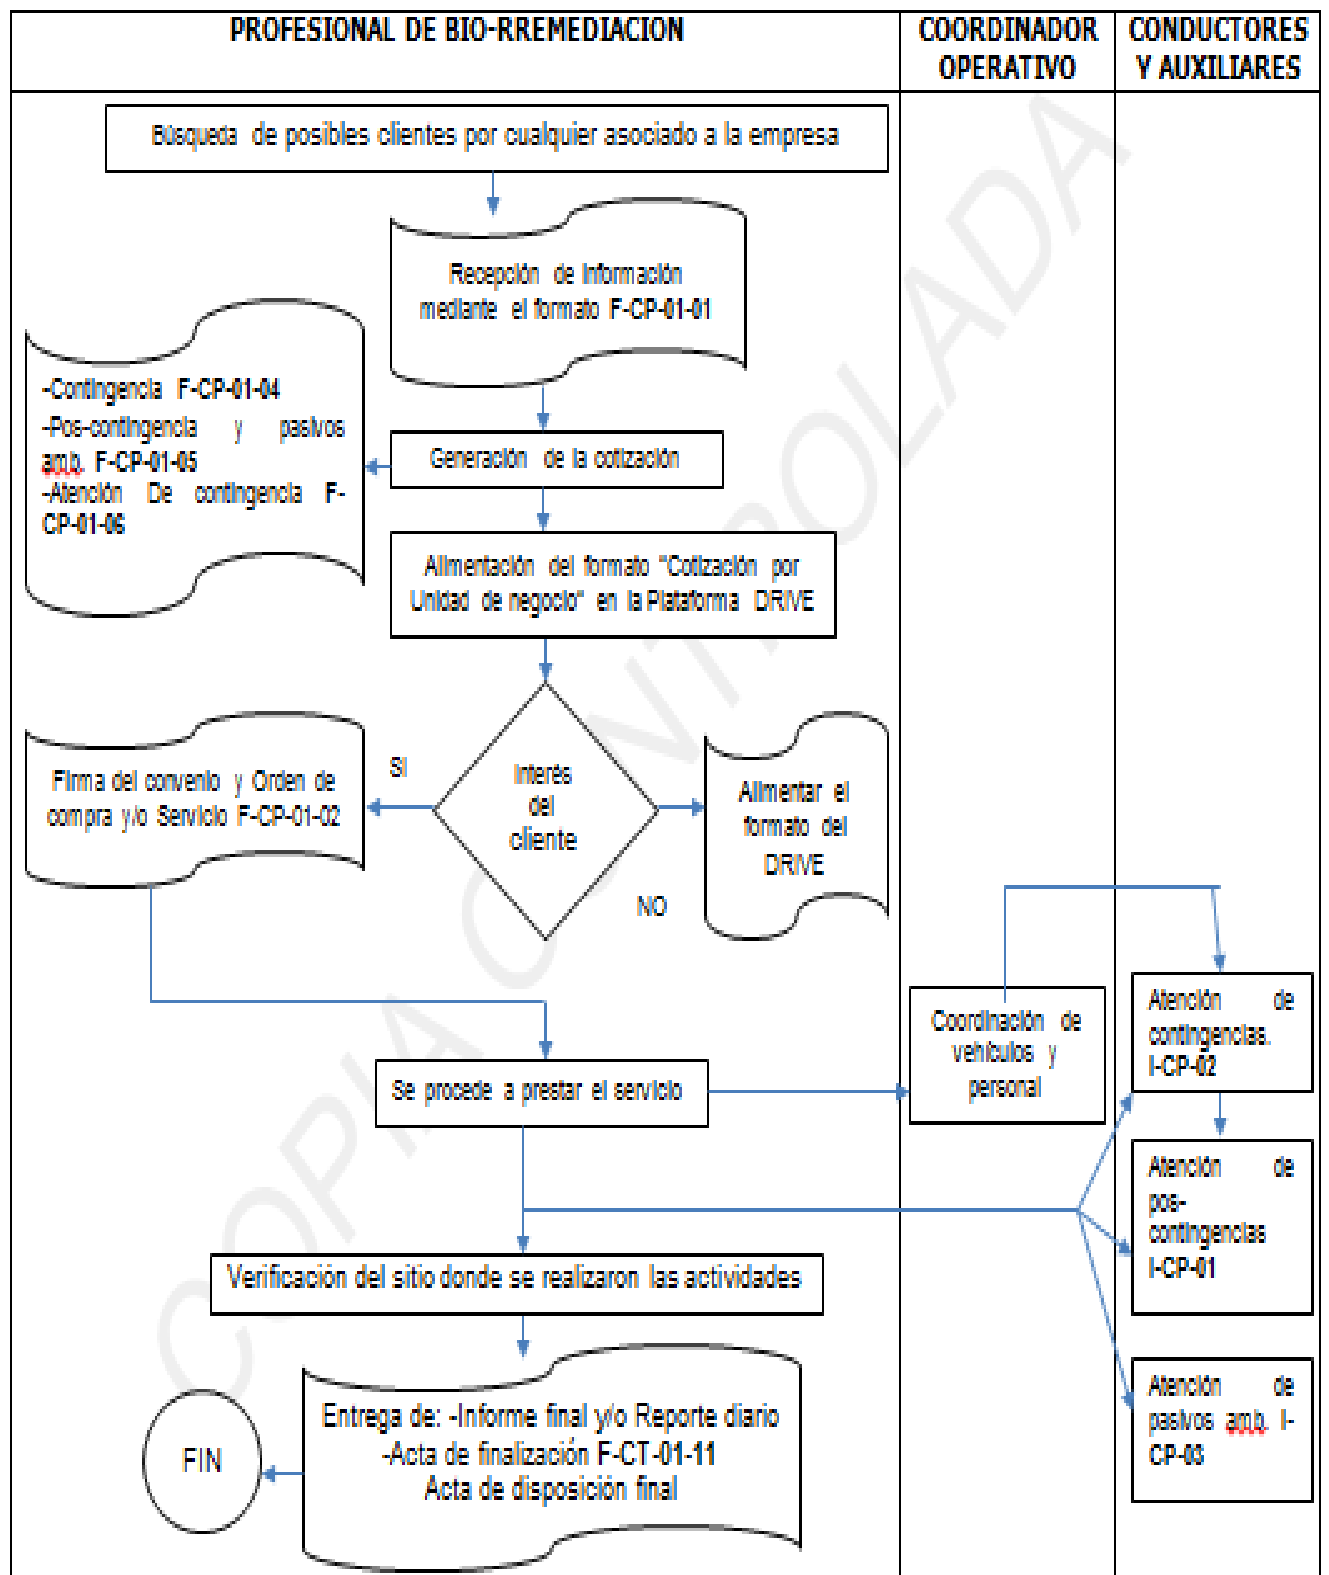 PROFESIONAL DE BIO-RREMEDIACION
COORDINADOR
OPERATIVO
CONDUCTORES
Y AUXILIARES
Búsqueda de posibles clientes por cualquier asociado a la empresa
Recepción de Información
mediante el formato F-CP-01-01
-Contingencia F-CP-01-04
-Pos-contingencia y pasivos
amb. F-CP-01-05
-Atención De contingencia F-
CP-01-06
Generación de la cotización
Alimentación del formato "Cotización por
Unidad de negocio" en la Plataforma DRIVE
Firma del convenio y Orden de
compra y/o Servicio F-CP-01-02
SI
Interés
del
cliente
NO
Alimentar el
formato del
DRIVE
Se procede a prestar el servicio
Coordinación de
vehículos y
personal
Atención de
contingencias.
I-CP-02
Atención de
pos-
contingencias
I-CP-01
Atención de
pasivos amb. I-
CP-03
Verificación del sitio donde se realizaron las actividades
Entrega de: -Informe final y/o Reporte diario
-Acta de finalización F-CT-01-11
Acta de disposición final
FIN
COPIA CONTROLADA